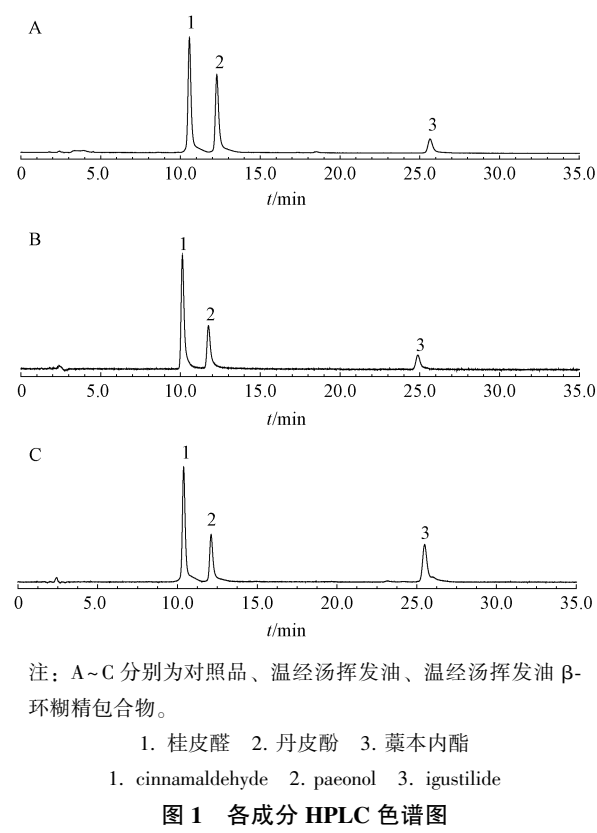 A
1
2
3
0 5.0 10.0 15.0 20.0 25.0 30.0 35.0
t/min
B
1
2
3
0 5.0 10.0 15.0 20.0 25.0 30.0 35.0
t/min
C
1
2
3
0 5.0 10.0 15.0 20.0 25.0 30.0 35.0
t/min
注：A~C 分别为对照品、温经汤挥发油、温经汤挥发油 β-
环糊精包合物。
1. 桂皮醛 2. 丹皮酚 3. 藁本内酯
1. cinnamaldehyde 2. paeonol 3. igustilide
图 1 各成分 HPLC 色谱图